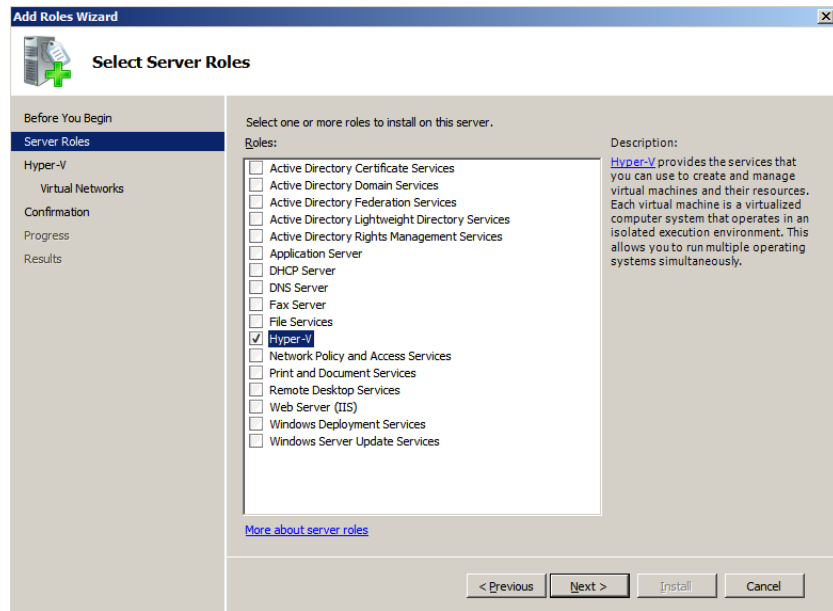 Add Roles Wizard
Select Server Roles
Before You Begin
Server Roles
Hyper-V
Virtual Networks
Confirmation
Progress
Results
Select one or more roles to install on this server.
Roles:
Active Directory Certificate Services
Active Directory Domain Services
Active Directory Federation Services
Active Directory Lightweight Directory Services
Active Directory Rights Management Services
Application Server
DHCP Server
DNS Server
Fax Server
File Services
Hyper-V
Network Policy and Access Services
Print and Document Services
Remote Desktop Services
Web Server (IIS)
Windows Deployment Services
Windows Server Update Services
More about server roles
Description:
Hyper-V provides the services that
you can use to create and manage
virtual machines and their resources.
Each virtual machine is a virtualized
computer system that operates in an
isolated execution environment. This
allows you to run multiple operating
systems simultaneously.
< Previous
Next >
Install
Cancel